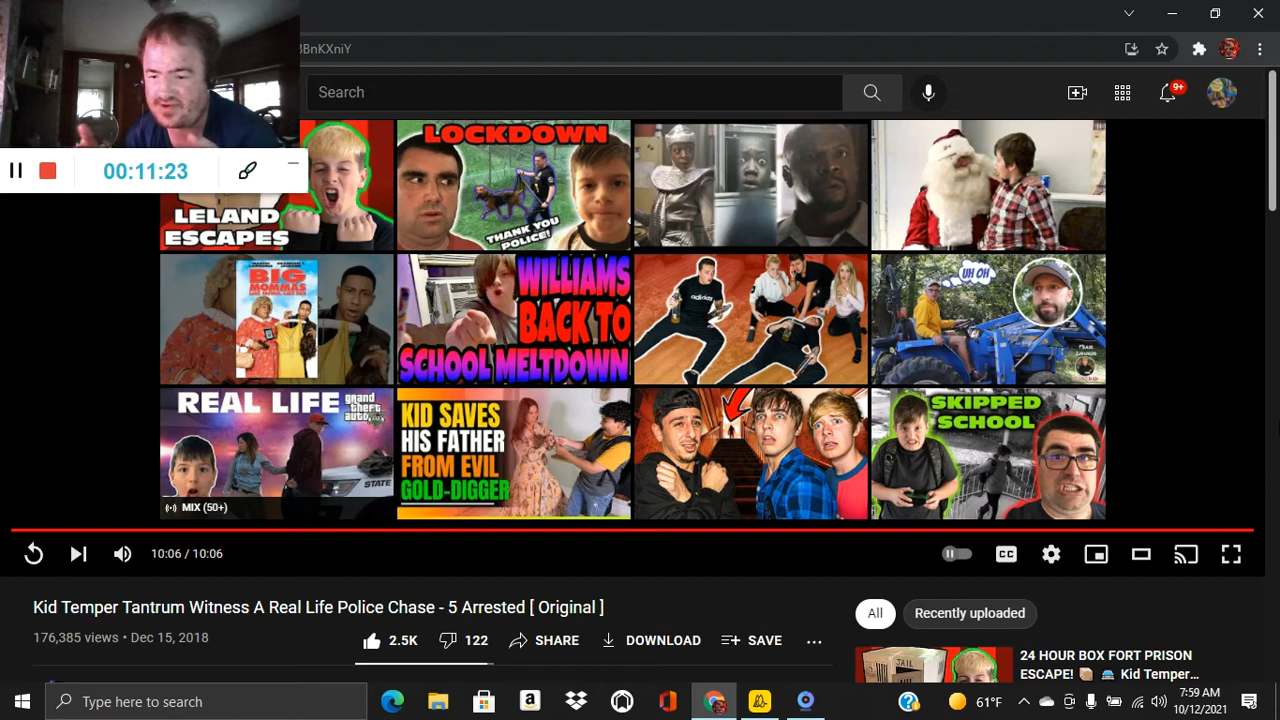 BnKXniY
Search
9+
00:11:23
LELAND
ESCAPES
LOCKDOWN
THANK YOU
POLICE!
BIG
MOMMAS
WILLIAMS
BACK TO
SCHOOL MELTDOWN
adidas
UH OH
REAL LIFE
grand
theft
auto
STATE
MIX (50+)
KID SAVES
HIS FATHER
FROM EVIL
GOLD-DIGGER
SKIPPED
SCHOOL
10:06 / 10:06
CC
Kid Temper Tantrum Witness A Real Life Police Chase - 5 Arrested [ Original ]
176,385 views • Dec 15, 2018
2.5K 122 SHARE DOWNLOAD SAVE ...
All Recently uploaded
JAIL
24 HOUR BOX FORT PRISON
ESCAPE! Kid Temper...
Type here to search
61°F
7:59 AM
10/12/2021